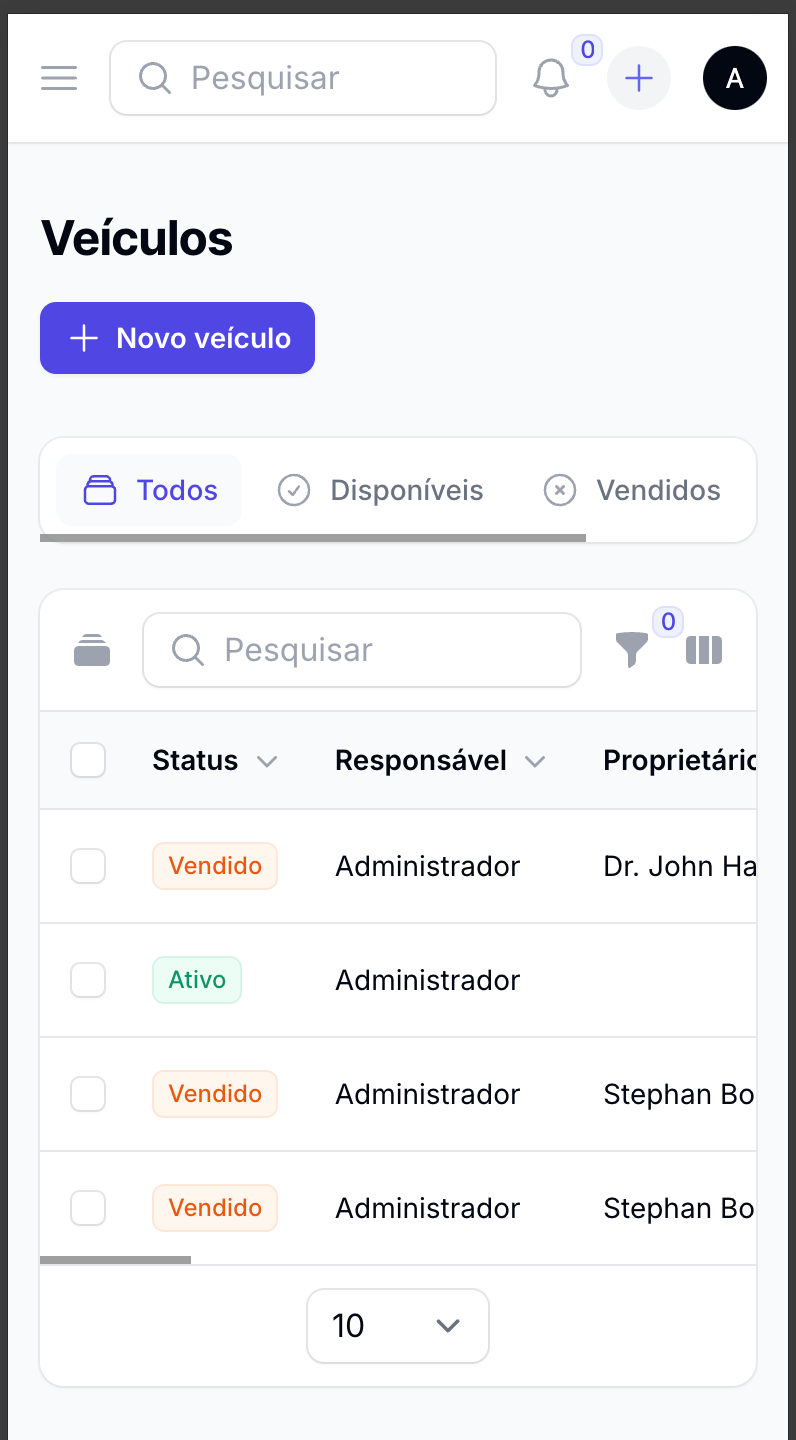 Pesquisar 0 A
Veículos
Novo veículo
Todos Disponíveis Vendidos
Pesquisar 0
Status Responsável Proprietário
Vendido Administrador Dr. John Ha
Ativo Administrador
Vendido Administrador Stephan Bo
Vendido Administrador Stephan Bo
10